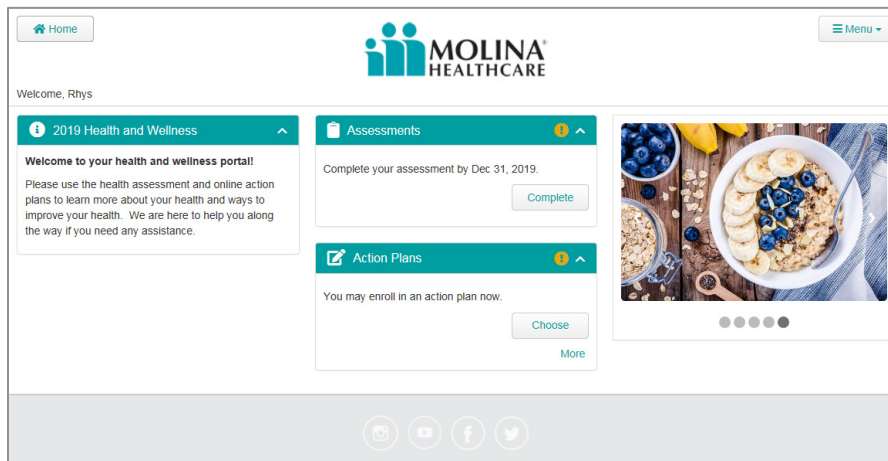 Home
MOLINA
HEALTHCARE
Menu
Welcome, Rhys
2019 Health and Wellness
Welcome to your health and wellness portal!
Please use the health assessment and online action
plans to learn more about your health and ways to
improve your health. We are here to help you along
the way if you need any assistance.
Assessments
Complete your assessment by Dec 31, 2019.
Complete
Action Plans
You may enroll in an action plan now.
Choose
More